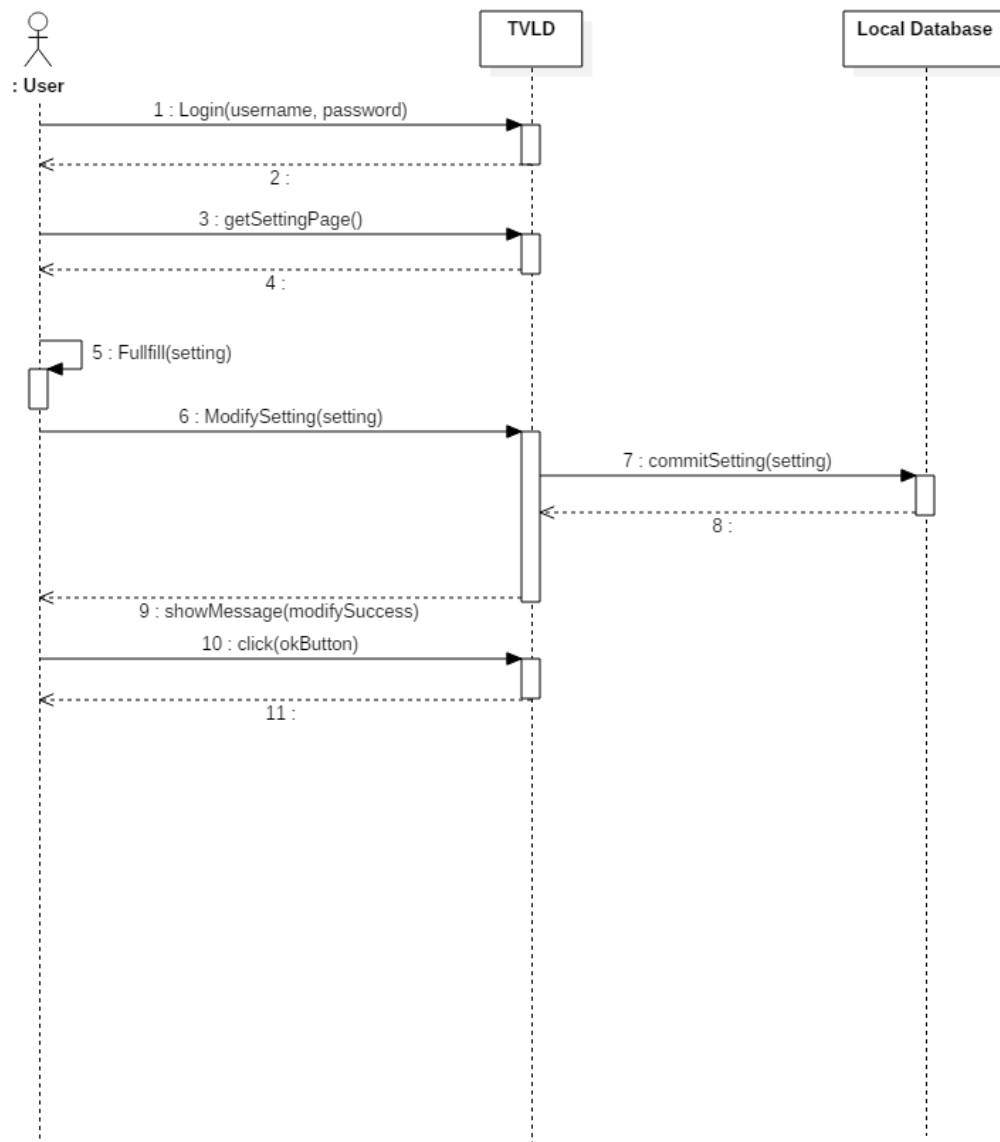 TVLD
Local Database
: User
1 : Login(username, password)
2 :
3 : getSettingPage()
4 :
5 : Fullfill(setting)
6 : ModifySetting(setting)
7 : commitSetting(setting)
8 :
9 : showMessage(modifySuccess)
10 : click(okButton)
11 :